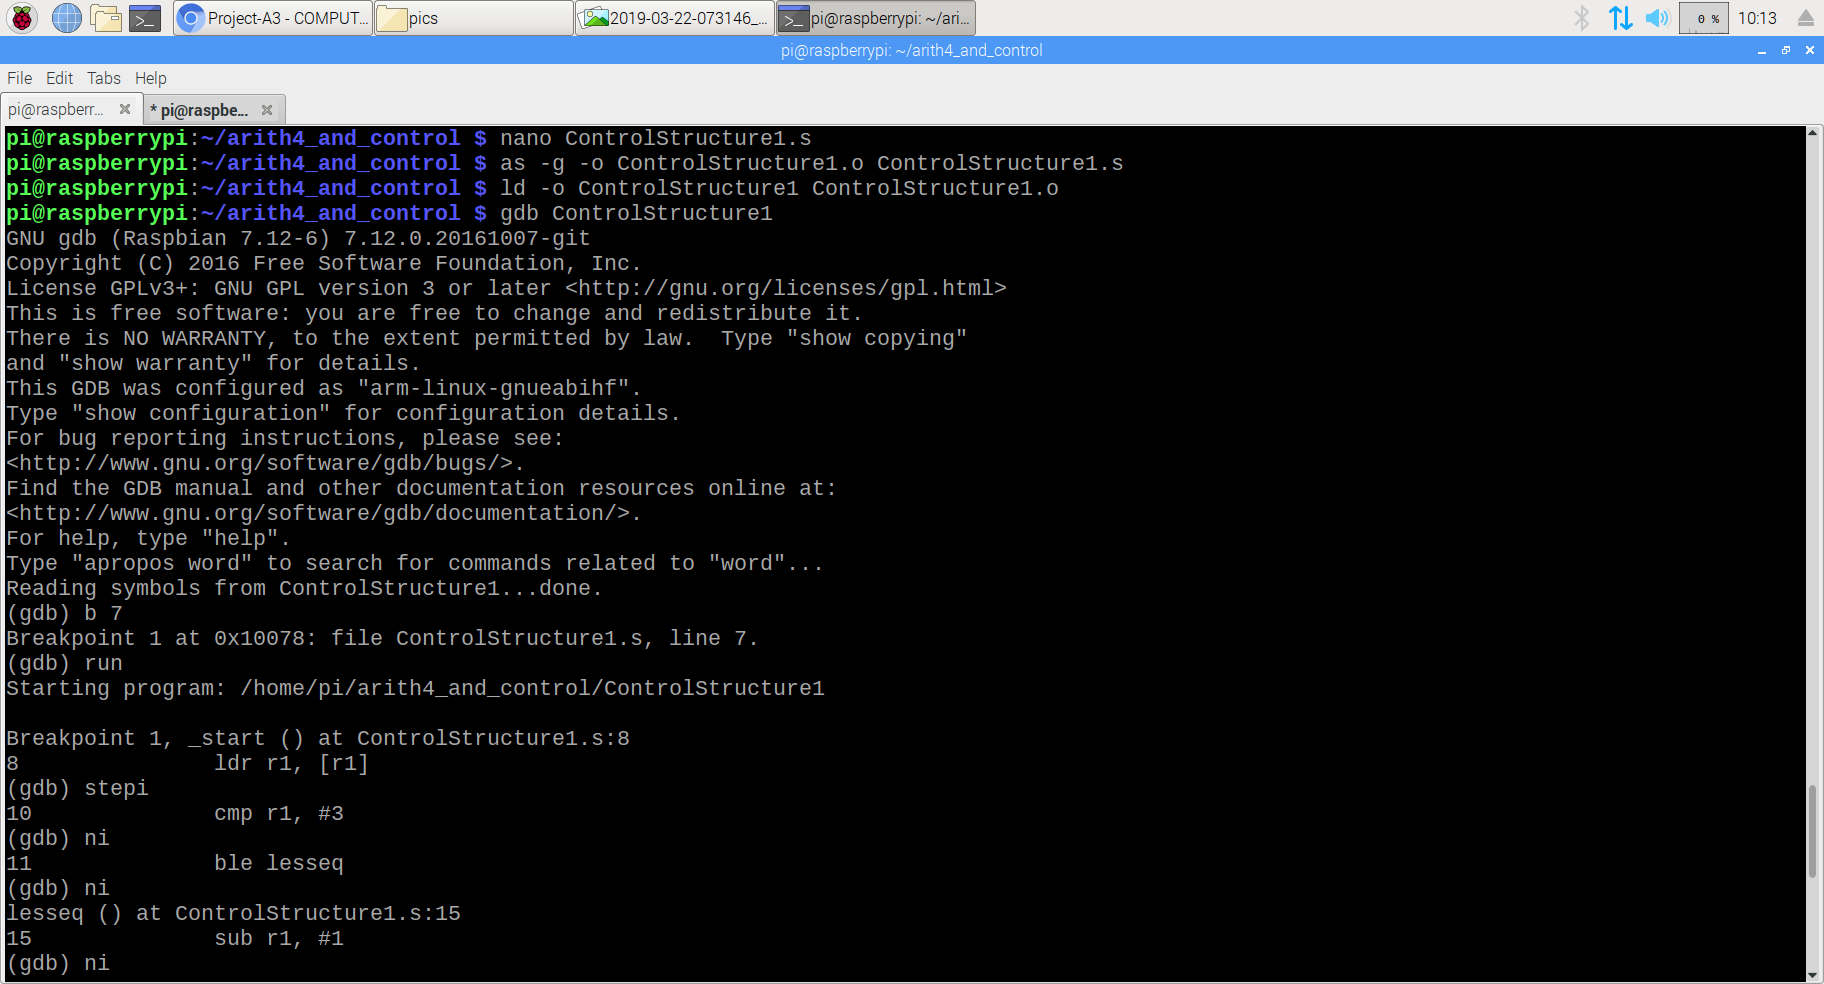 Project-A3 - COMPUT... pics 2019-03-22-073146_... pi@raspberrypi: ~/ari... 0 % 10:13
pi@raspberrypi: ~/arith4_and_control
File Edit Tabs Help
pi@raspberr... * pi@raspbe...
pi@raspberrypi:~/arith4_and_control $ nano ControlStructure1.s
pi@raspberrypi:~/arith4_and_control $ as -g -o ControlStructure1.o ControlStructure1.s
pi@raspberrypi:~/arith4_and_control $ ld -o ControlStructure1 ControlStructure1.o
pi@raspberrypi:~/arith4_and_control $ gdb ControlStructure1
GNU gdb (Raspbian 7.12-6) 7.12.0.20161007-git
Copyright (C) 2016 Free Software Foundation, Inc.
License GPLv3+: GNU GPL version 3 or later <http://gnu.org/licenses/gpl.html>
This is free software: you are free to change and redistribute it.
There is NO WARRANTY, to the extent permitted by law.  Type "show copying"
and "show warranty" for details.
This GDB was configured as "arm-linux-gnueabihf".
Type "show configuration" for configuration details.
For bug reporting instructions, please see:
<http://www.gnu.org/software/gdb/bugs/>.
Find the GDB manual and other documentation resources online at:
<http://www.gnu.org/software/gdb/documentation/>.
For help, type "help".
Type "apropos word" to search for commands related to "word"...
Reading symbols from ControlStructure1...done.
(gdb) b 7
Breakpoint 1 at 0x10078: file ControlStructure1.s, line 7.
(gdb) run
Starting program: /home/pi/arith4_and_control/ControlStructure1
Breakpoint 1, _start () at ControlStructure1.s:8
8               ldr r1, [r1]
(gdb) stepi
10              cmp r1, #3
(gdb) ni
11              ble lesseq
(gdb) ni
lesseq () at ControlStructure1.s:15
15              sub r1, #1
(gdb) ni